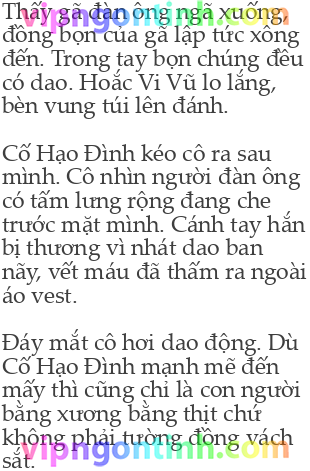 Thấy gã đàn ông ngã xuống,
vipngontinh.com
đồng bọn của gã lập tức xông
đến. Trong tay bọn chúng đều
có dao. Hoắc Vi Vũ lo lắng,
bèn vung túi lên đánh.
Cố Hạo Đình kéo cô ra sau
mình. Cô nhìn người đàn ông
có tấm lưng rộng đang che
trước mặt mình. Cánh tay hắn
bị thương vì nhát dao ban
nãy, vết máu đã thấm ra ngoài
áo vest.
Đáy mắt cô hơi dao động. Dù
Cố Hạo Đình mạnh mẽ đến
mấy thì cũng chỉ là con người
bằng xương bằng thịt chứ
không phải tường đồng vách
vipngontinh.com
sắt.